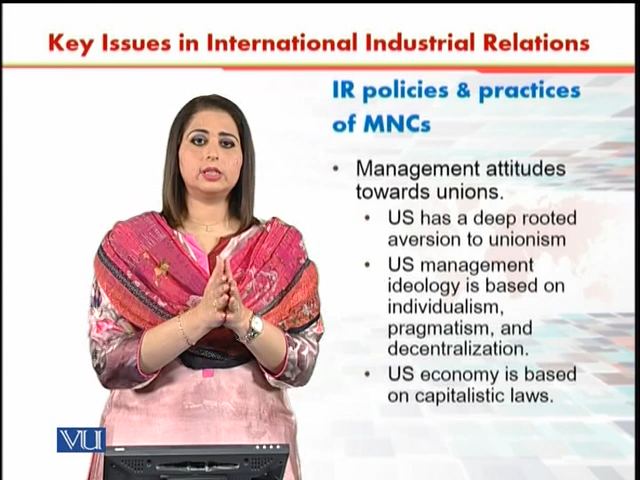 Key Issues in International Industrial Relations
IR policies & practices
of MNCs
• Management attitudes
towards unions.
• US has a deep rooted
aversion to unionism
• US management
ideology is based on
individualism,
pragmatism, and
decentralization.
• US economy is based
on capitalistic laws.
VU